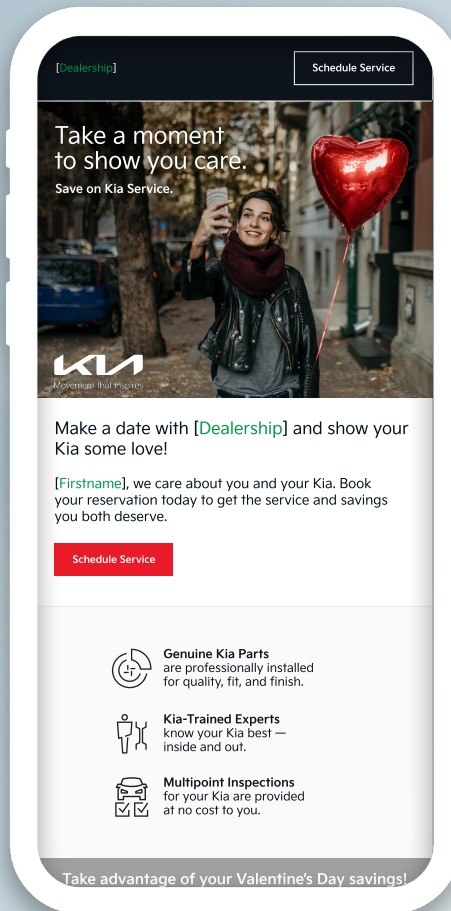 [Dealership]
Schedule Service
Take a moment
to show you care.
Save on Kia Service.
KIA
Movement that inspires
Make a date with [Dealership] and show your
Kia some love!
[Firstname], we care about you and your Kia. Book
your reservation today to get the service and savings
you both deserve.
Schedule Service
Genuine Kia Parts
are professionally installed
for quality, fit, and finish.
Kia-Trained Experts
know your Kia best —
inside and out.
Multipoint Inspections
for your Kia are provided
at no cost to you.
Take advantage of your Valentine's Day savings!